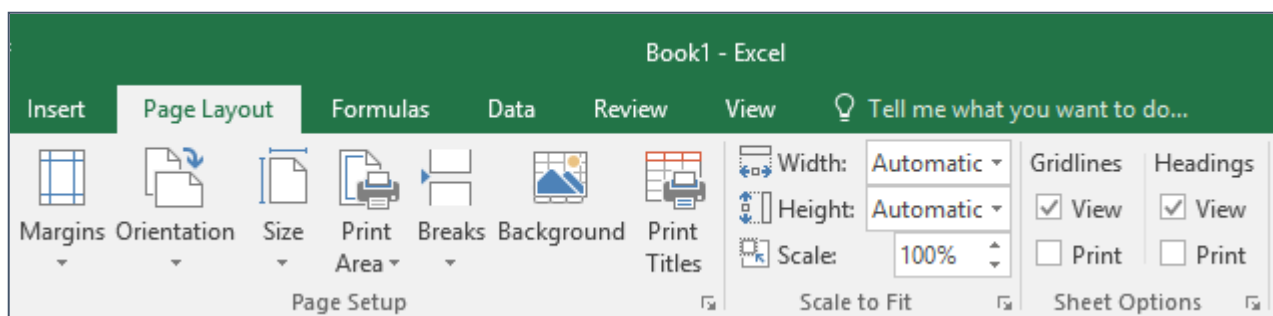 Book1 - Excel
Insert Page Layout Formulas Data Review View Tell me what you want to do...
Margins Orientation Size Print Area Breaks Background Print Titles
Page Setup
Width: Automatic
Height: Automatic
Scale: 100%
Scale to Fit
Gridlines Headings
View View
Print Print
Sheet Options